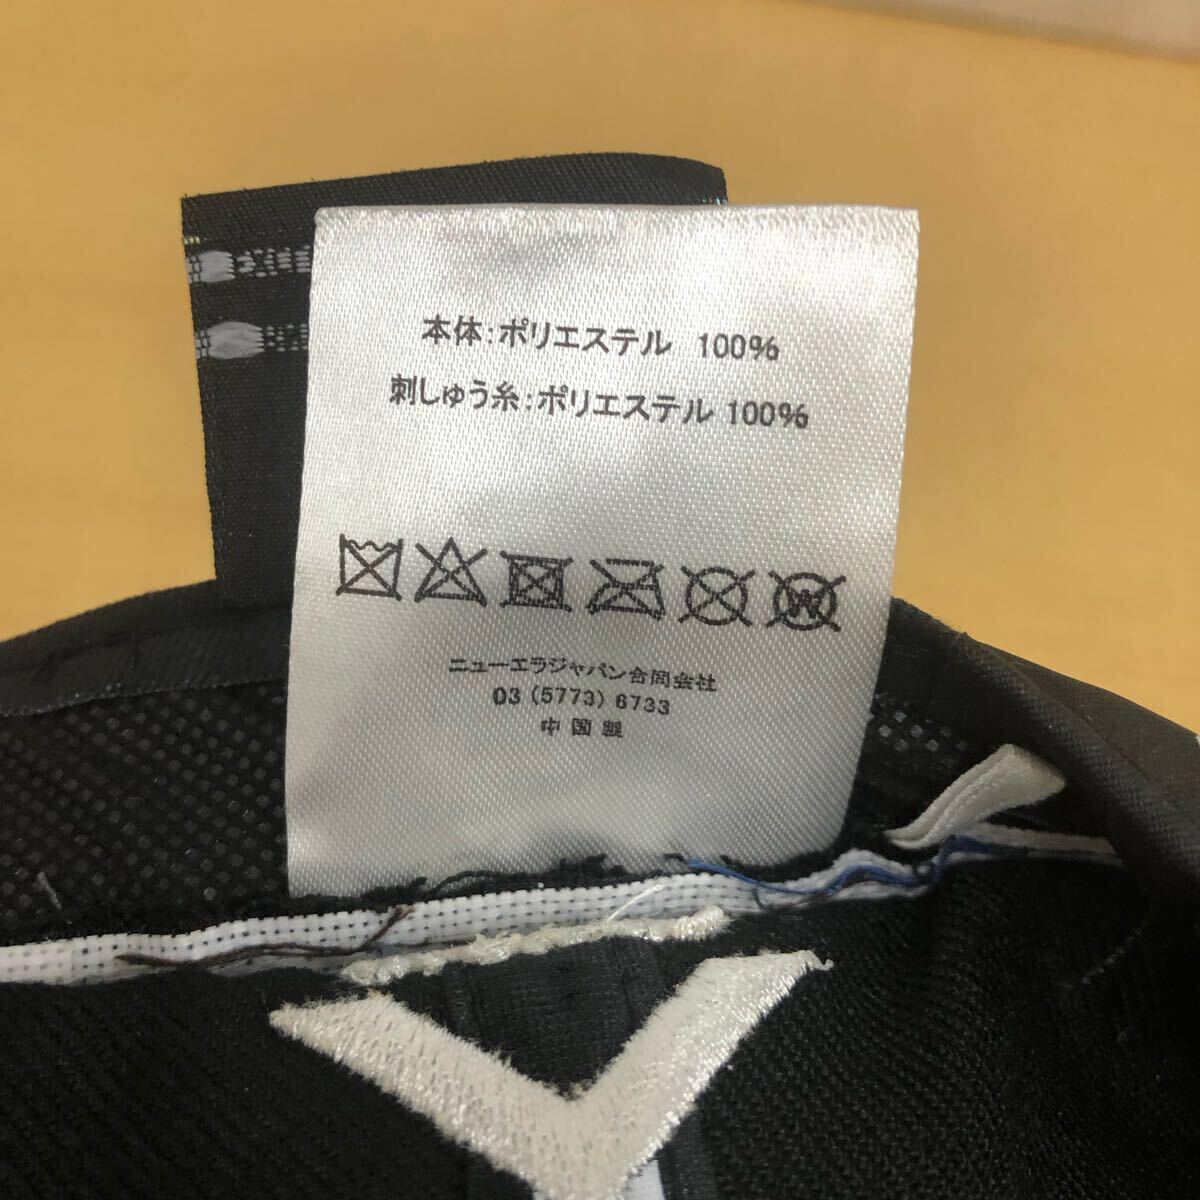 本体:ポリエステル 100%
刺しゅう糸:ポリエステル 100%
W
ニューエラジャパン合同会社
03 (5773) 6733
中国製